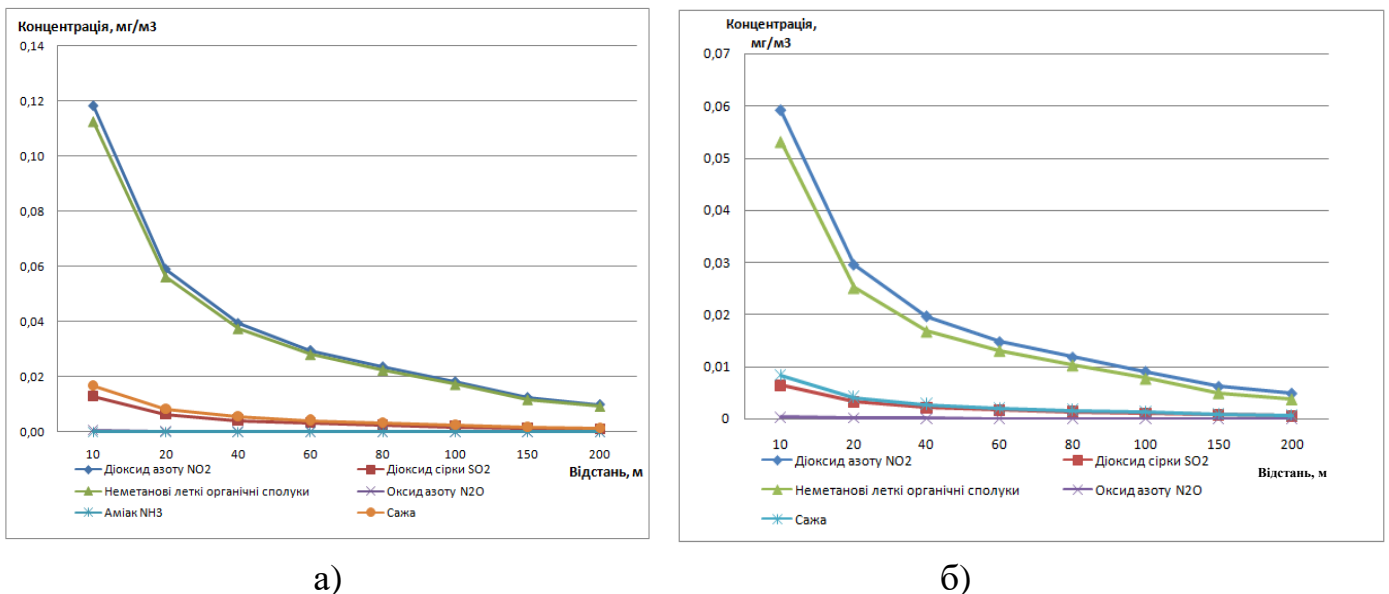 Концентрація, мг/м3
0,14
0,12
0,10
0,08
0,06
0,04
0,02
0,00
10 20 40 60 80 100 150 200
Відстань, м
Діоксид азоту NO2 Діоксид сірки SO2
Неметанові леткі органічні сполуки Оксид азоту N2O
Аміак NH3 Сажа
а)
Концентрація,
мг/м3
0,07
0,06
0,05
0,04
0,03
0,02
0,01
0
10 20 40 60 80 100 150 200
Діоксид азоту NO2 Діоксид сірки SO2
Відстань, м
Неметанові леткі органічні сполуки Оксид азоту N2O
Сажа
б)